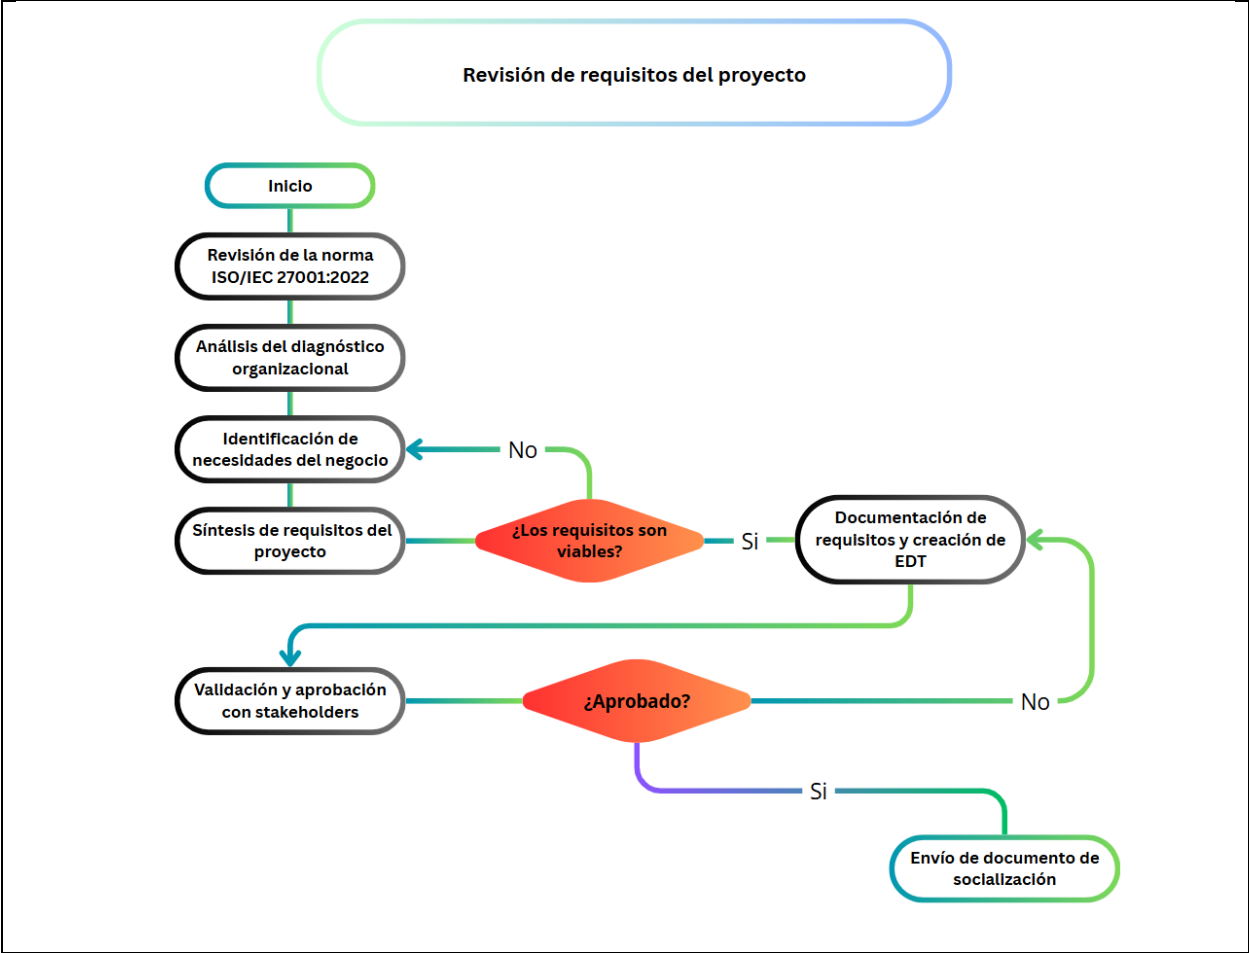 Revisión de requisitos del proyecto
Inicio
Revisión de la norma
ISO/IEC 27001:2022
Análisis del diagnóstico
organizacional
Identificación de
necesidades del negocio
No
Síntesis de requisitos del
proyecto
¿Los requisitos son
viables?
Si
Documentación de
requisitos y creación de
EDT
Validación y aprobación
con stakeholders
¿Aprobado?
No
Si
Envío de documento de
socialización